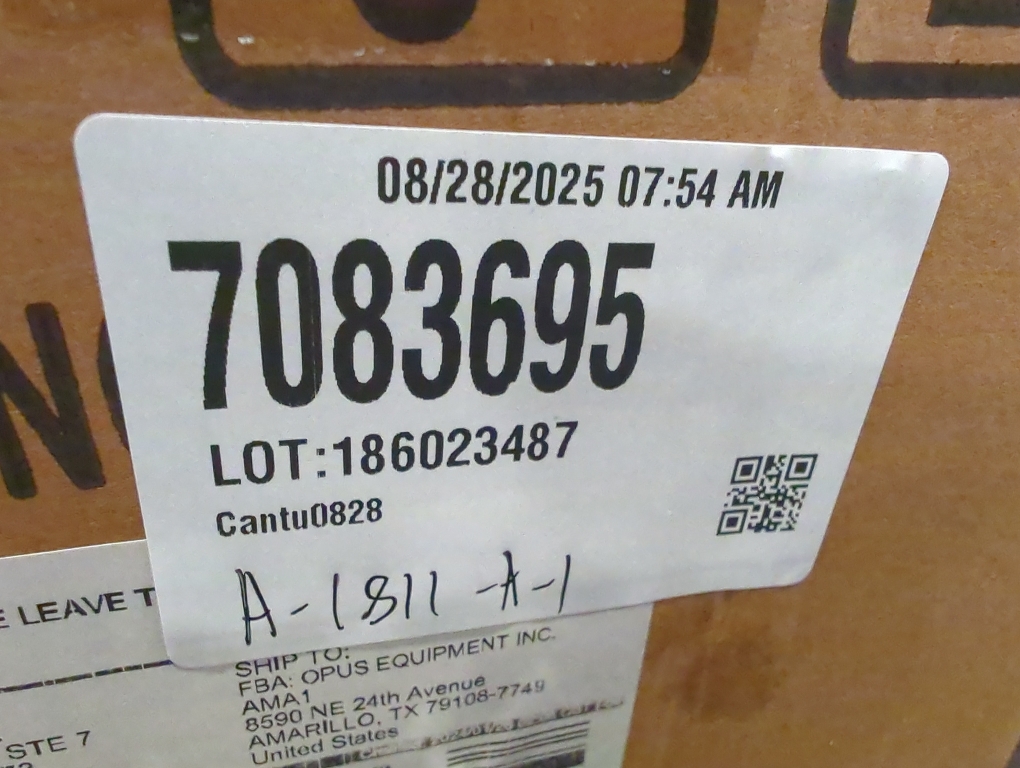 08/28/2025 07:54 AM
7083695
LOT:186023487
Cantu0828
A-1811-A-1
LEAVE
SHIP TO:
FBA: OPUS EQUIPMENT INC.
AMA1
8590 NE 24th Avenue
AMARILLO, TX 79108-7749
United States
STE 7